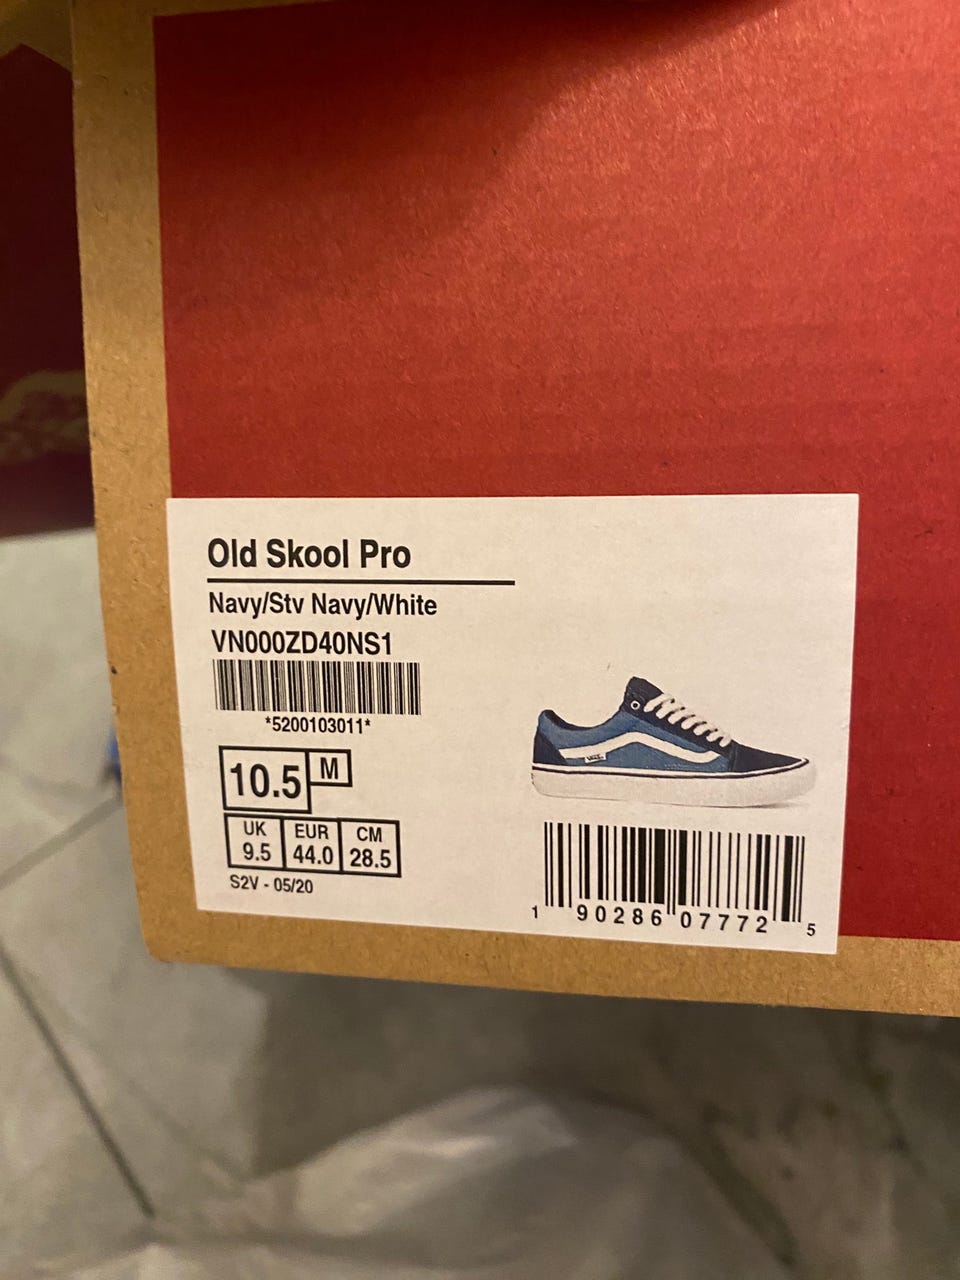 Old Skool Pro
Navy/Stv Navy/White
VN000ZD40NS1
*5200103011*
10.5 M
UK EUR CM
9.5 44.0 28.5
S2V - 05/20
VANS
1 90286 07772 5